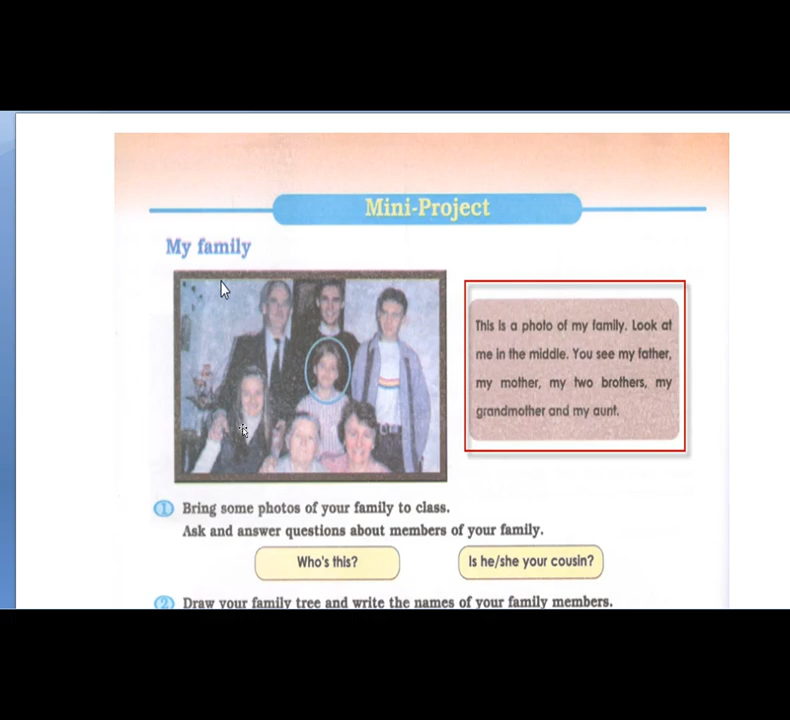 Mini-Project
My family
This is a photo of my family. Look at
me in the middle. You see my father,
my mother, my two brothers, my
grandmother and my aunt.
1 Bring some photos of your family to class.
Ask and answer questions about members of your family.
Who's this?
Is he/she your cousin?
2 Draw your family tree and write the names of your family members.